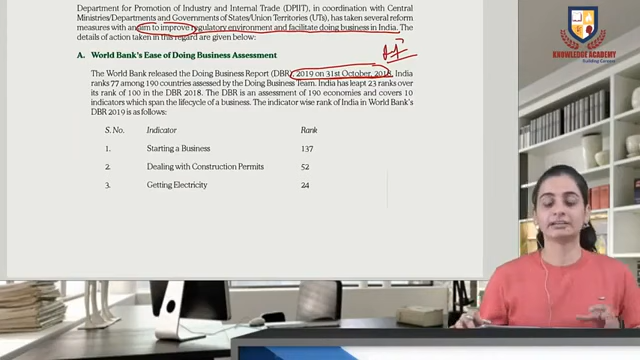 Department for Promotion of Industry and Internal Trade (DPIIT), in coordination with Central
Ministries/Departments and Governments of States/Union Territories (UTs), has taken several reform
measures with an aim to improve regulatory environment and facilitate doing business in India. The
details of action taken in this regard are given below:
A. World Bank's Ease of Doing Business Assessment
The World Bank released the Doing Business Report (DBR), 2019 on 31st October, 2018, India
ranks 77 among 190 countries assessed by the Doing Business Team. India has leapt 23 ranks over
its rank of 100 in the DBR 2018. The DBR is an assessment of 190 economies and covers 10
indicators which span the lifecycle of a business. The indicator wise rank of India in World Bank's
DBR 2019 is as follows:
S. No. Indicator Rank
1. Starting a Business 137
2. Dealing with Construction Permits 52
3. Getting Electricity 24
KNOWLEDGE ACADEMY
Building Careers